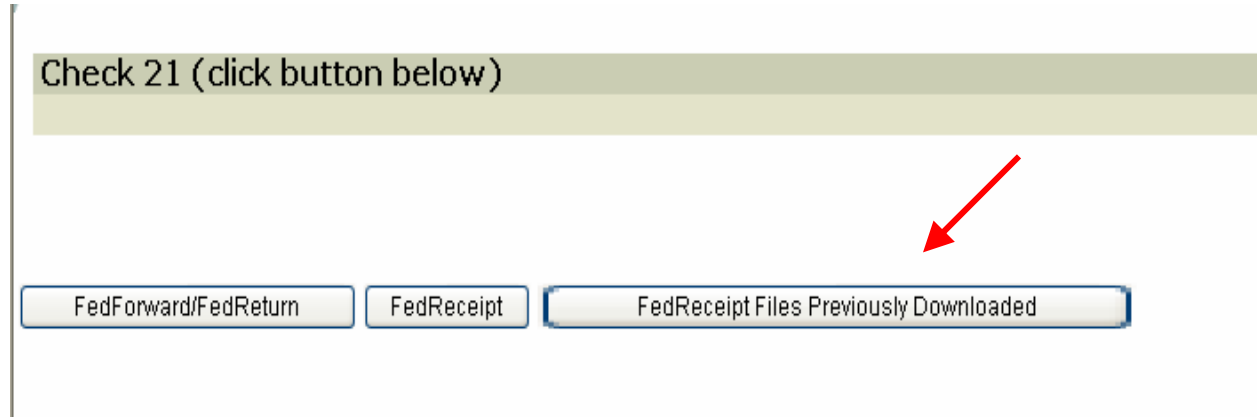 Check 21 (click button below)
FedForward/FedReturn
FedReceipt
FedReceipt Files Previously Downloaded